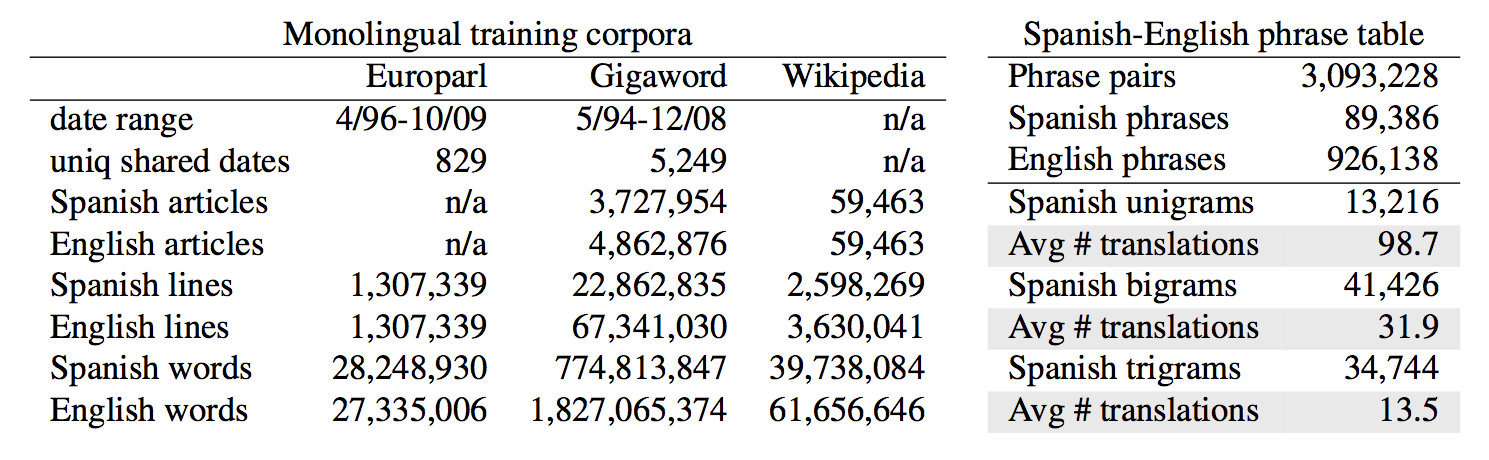 Monolingual training corpora
Europarl Gigaword Wikipedia
date range 4/96-10/09 5/94-12/08 n/a
uniq shared dates 829 5,249 n/a
Spanish articles n/a 3,727,954 59,463
English articles n/a 4,862,876 59,463
Spanish lines 1,307,339 22,862,835 2,598,269
English lines 1,307,339 67,341,030 3,630,041
Spanish words 28,248,930 774,813,847 39,738,084
English words 27,335,006 1,827,065,374 61,656,646
Spanish-English phrase table
Phrase pairs 3,093,228
Spanish phrases 89,386
English phrases 926,138
Spanish unigrams 13,216
Avg # translations 98.7
Spanish bigrams 41,426
Avg # translations 31.9
Spanish trigrams 34,744
Avg # translations 13.5